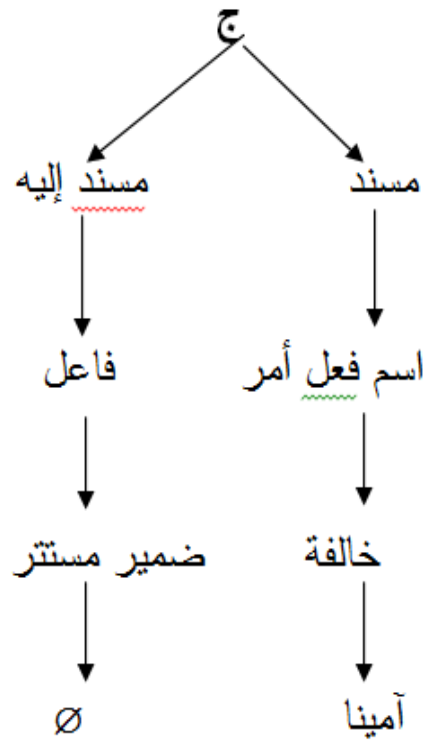 ج
مسند مسند إليه
اسم فعل أمر فاعل
خالفة ضمير مستتر
آمينا Ø